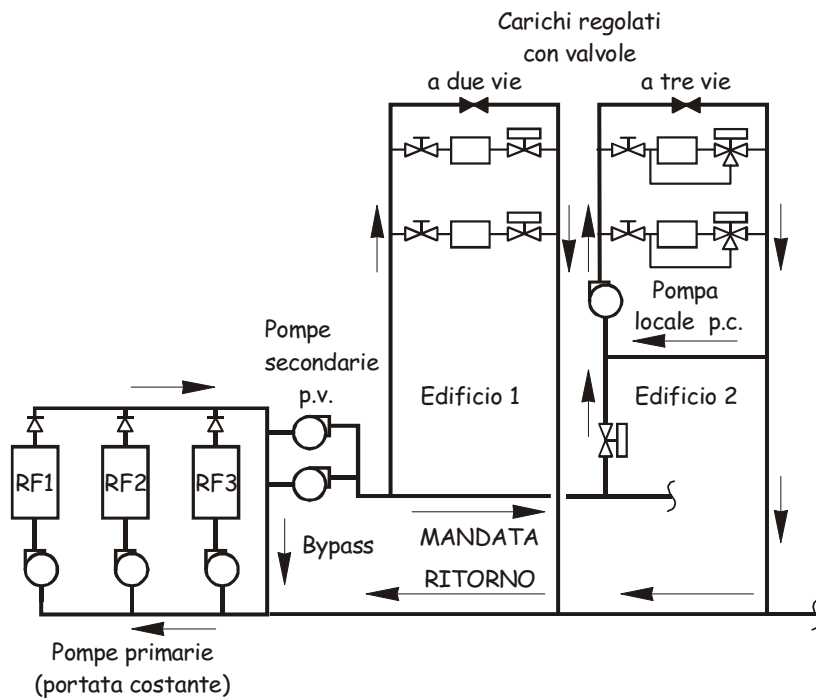 Carichi regolati
con valvole
a due vie
a tre vie
Pompa
locale p.c.
Pompe
secondarie
p.v.
Edificio 1
Edificio 2
RF1
RF2
RF3
Bypass
MANDATA
RITORNO
Pompe primarie
(portata costante)